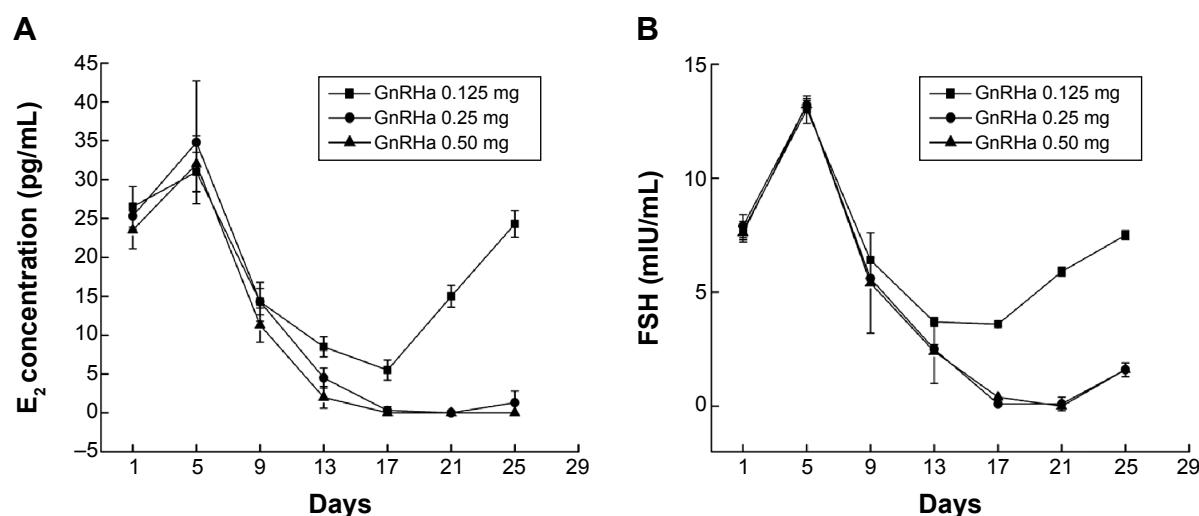 A
E₂ concentration (pg/mL)
45
40
35
30
25
20
15
10
5
0
–5
GnRHa 0.125 mg
GnRHa 0.25 mg
GnRHa 0.50 mg
1 5 9 13 17 21 25 29
Days
B
FSH (mIU/mL)
15
10
5
0
GnRHa 0.125 mg
GnRHa 0.25 mg
GnRHa 0.50 mg
1 5 9 13 17 21 25 29
Days